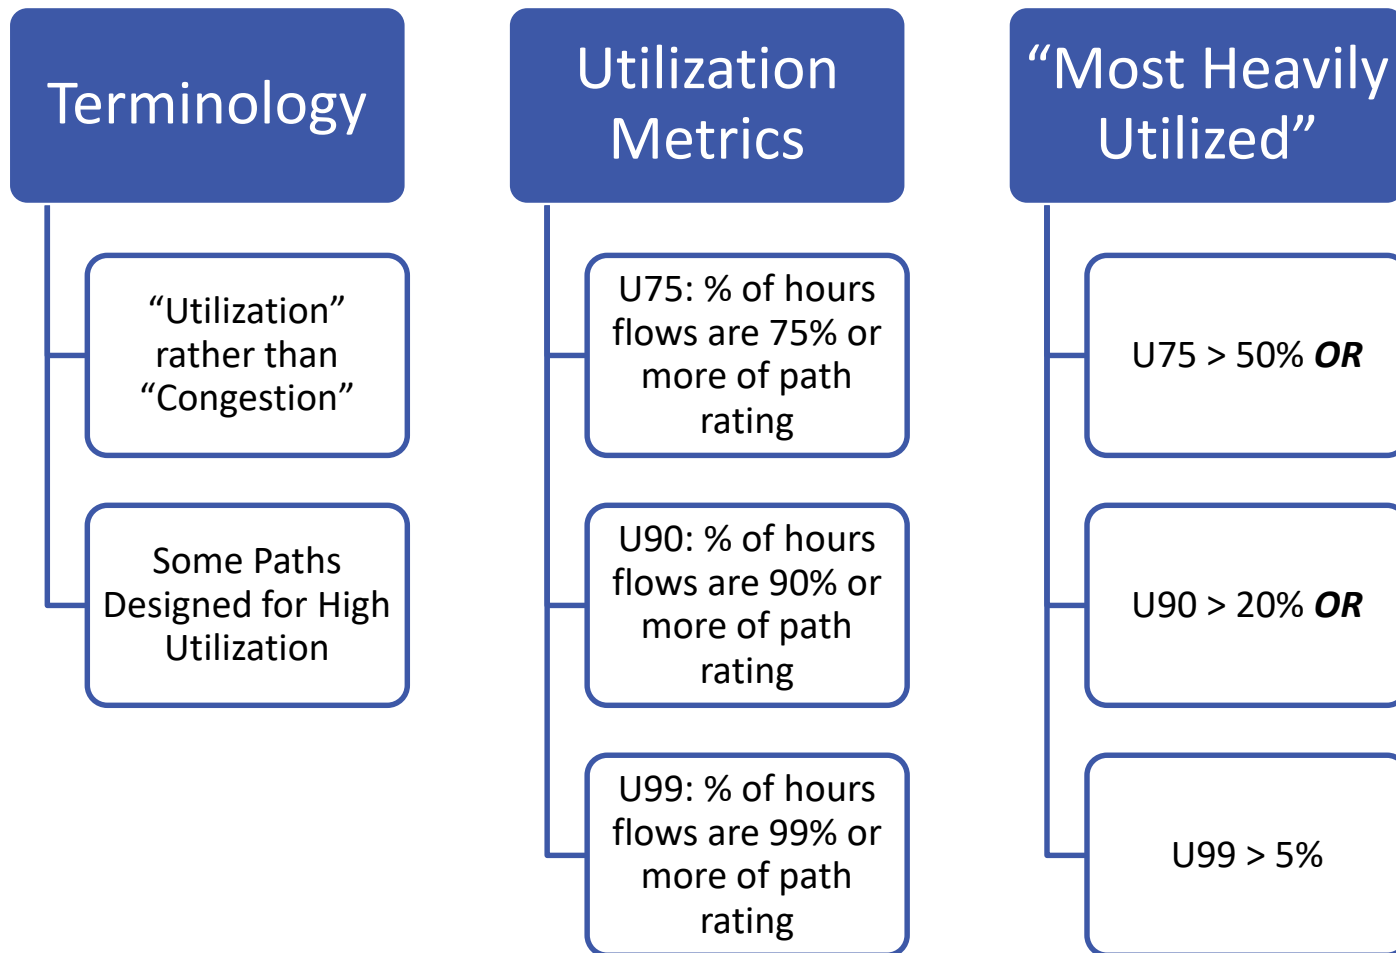 Terminology
“Utilization”
rather than
“Congestion”
Some Paths
Designed for High
Utilization
Utilization
Metrics
U75: % of hours
flows are 75% or
more of path
rating
U90: % of hours
flows are 90% or
more of path
rating
U99: % of hours
flows are 99% or
more of path
rating
“Most Heavily
Utilized”
U75 > 50% OR
U90 > 20% OR
U99 > 5%